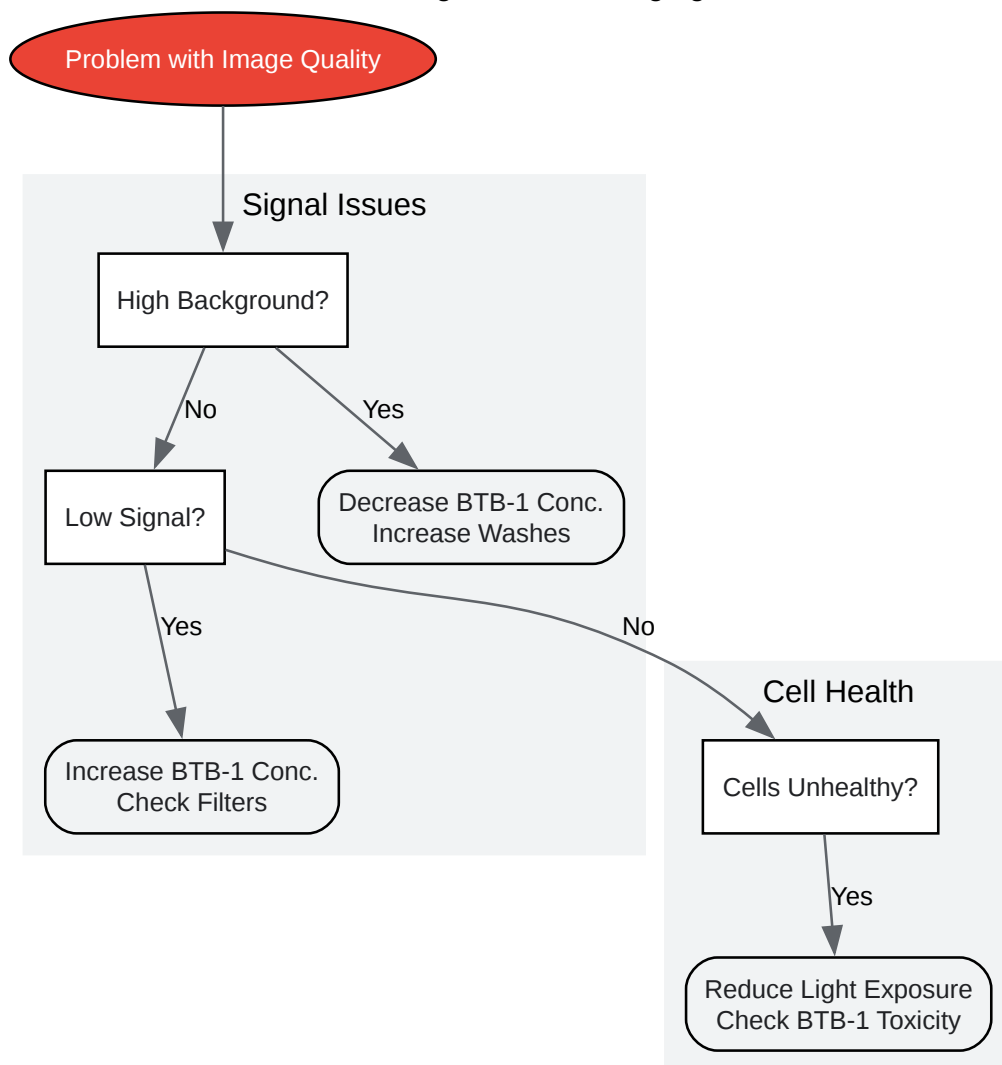 Problem with Image Quality
Signal Issues
High Background?
No
Yes
Low Signal?
Decrease BTB-1 Conc.
Increase Washes
Yes
No
Cell Health
Increase BTB-1 Conc.
Check Filters
Cells Unhealthy?
Yes
Reduce Light Exposure
Check BTB-1 Toxicity